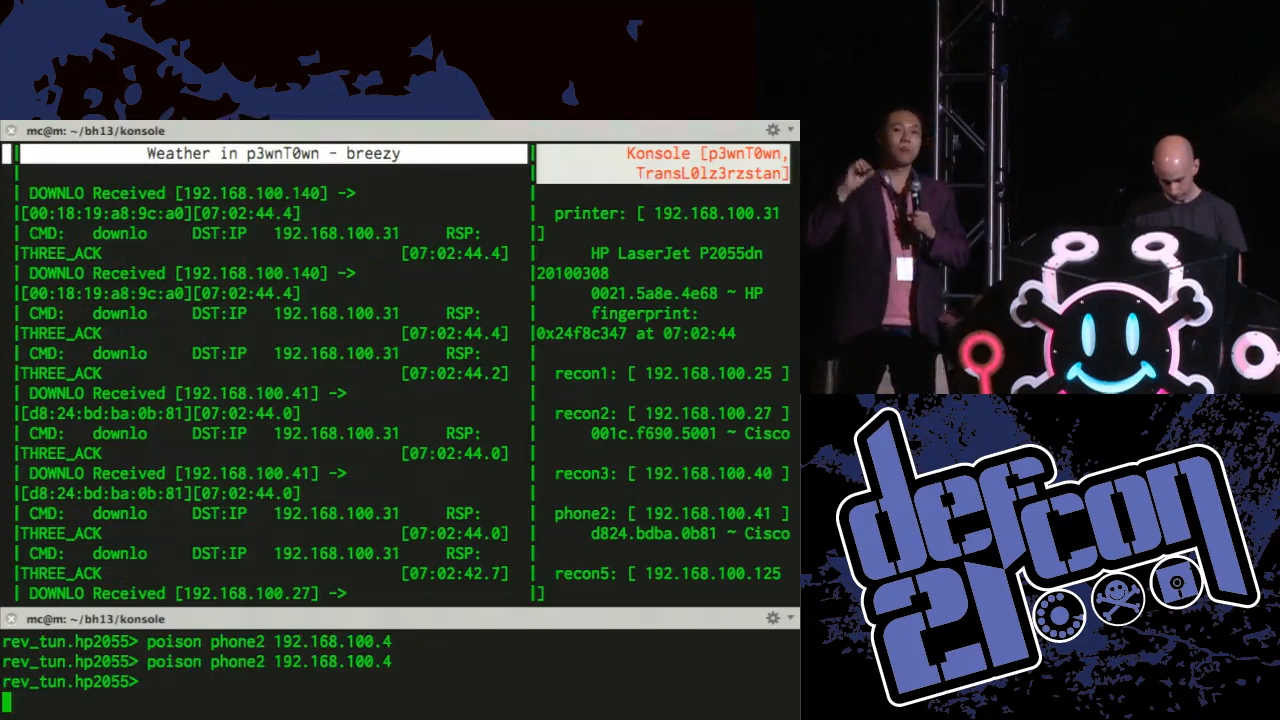 mc@m: ~/bh13/konsole
Weather in p3wnT0wn - breezy
DOWNLO Received [192.168.100.140] ->
[00:18:19:a8:9c:a0][07:02:44.4]
CMD: downlo DST:IP 192.168.100.31 RSP:
THREE_ACK [07:02:44.4]
DOWNLO Received [192.168.100.140] ->
[00:18:19:a8:9c:a0][07:02:44.4]
CMD: downlo DST:IP 192.168.100.31 RSP:
THREE_ACK [07:02:44.4]
CMD: downlo DST:IP 192.168.100.31 RSP:
THREE_ACK [07:02:44.2]
DOWNLO Received [192.168.100.41] ->
[d8:24:bd:ba:0b:81][07:02:44.0]
CMD: downlo DST:IP 192.168.100.31 RSP:
THREE_ACK [07:02:44.0]
DOWNLO Received [192.168.100.41] ->
[d8:24:bd:ba:0b:81][07:02:44.0]
CMD: downlo DST:IP 192.168.100.31 RSP:
THREE_ACK [07:02:44.0]
CMD: downlo DST:IP 192.168.100.31 RSP:
THREE_ACK [07:02:42.7]
DOWNLO Received [192.168.100.27] ->
Konsole [p3wnT0wn,
TransL0lz3rzstan]
printer: [ 192.168.100.31
]
HP LaserJet P2055dn
20100308
0021.5a8e.4e68 ~ HP
fingerprint:
0x24f8c347 at 07:02:44
recon1: [ 192.168.100.25 ]
recon2: [ 192.168.100.27 ]
001c.f690.5001 ~ Cisco
recon3: [ 192.168.100.40 ]
phone2: [ 192.168.100.41 ]
d824.bdba.0b81 ~ Cisco
recon5: [ 192.168.100.125
]
mc@m: ~/bh13/konsole
rev_tun.hp2055> poison phone2 192.168.100.4
rev_tun.hp2055> poison phone2 192.168.100.4
rev_tun.hp2055>
defcon
21